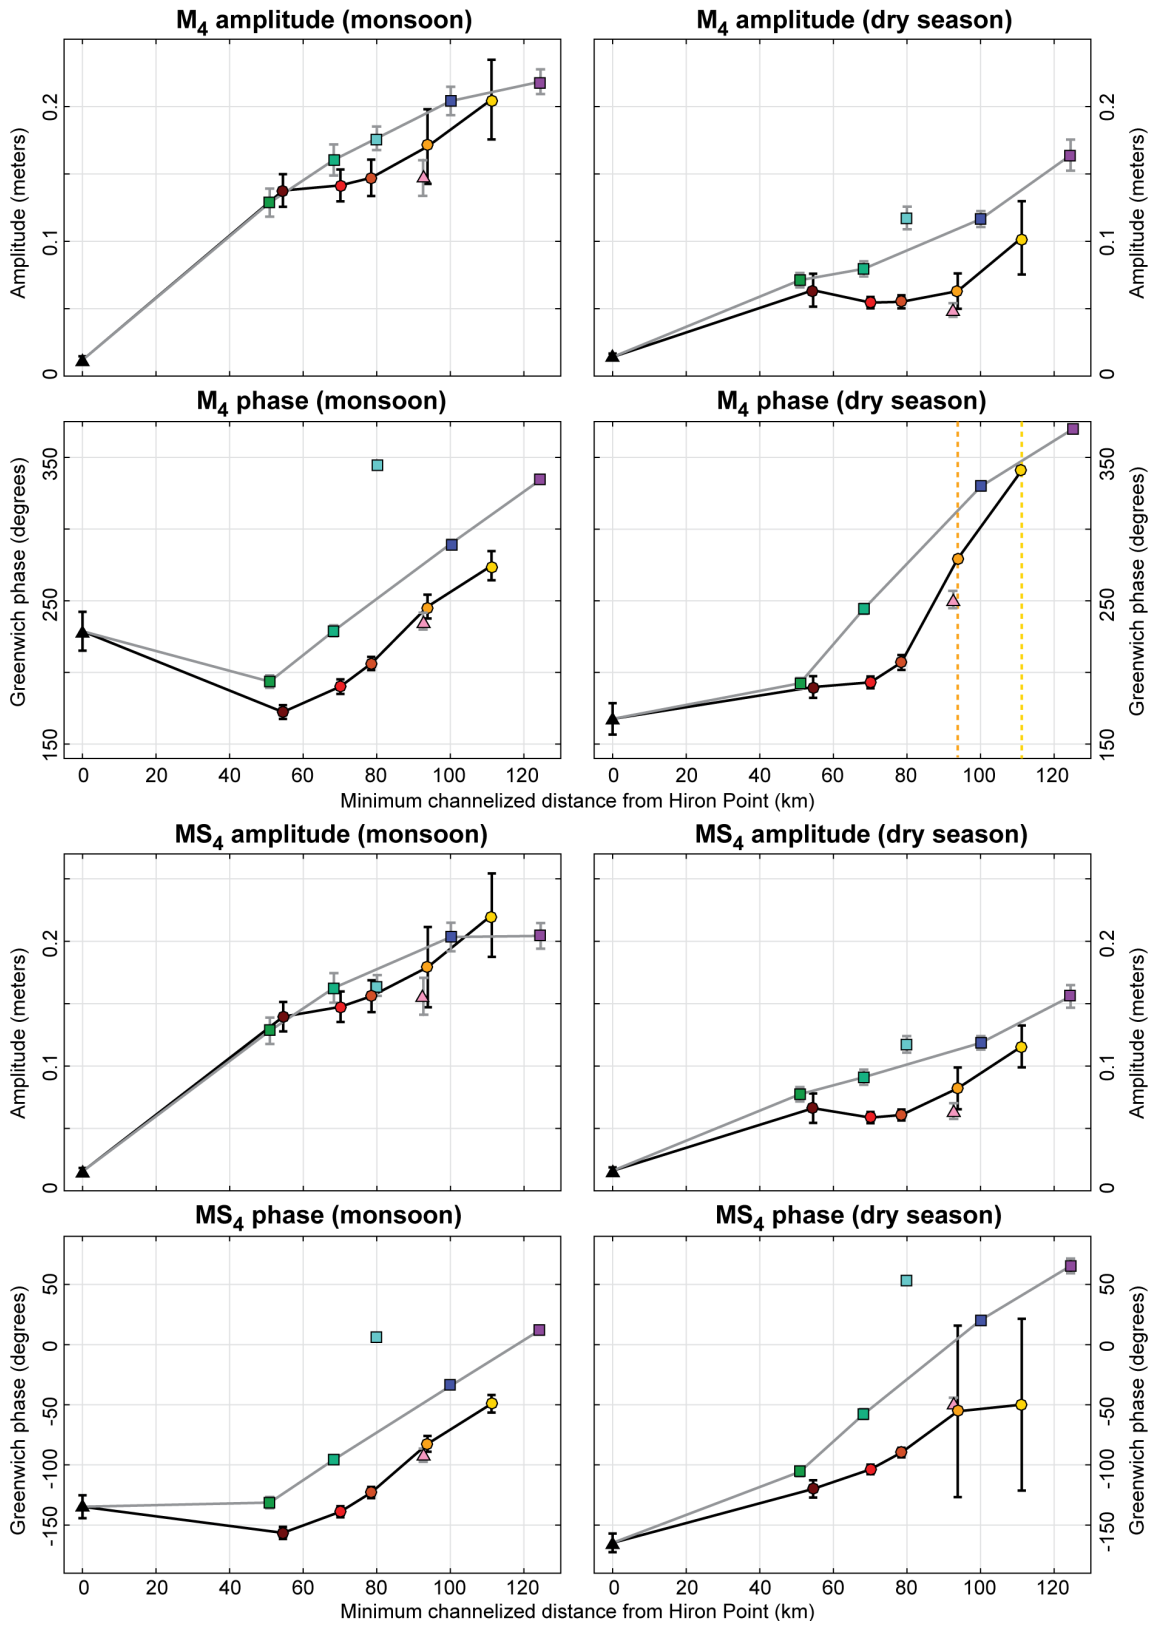 M4 amplitude (monsoon)
M4 amplitude (dry season)
Amplitude (meters)
0.2
0.1
0
0.2
0.1
0
Amplitude (meters)
M4 phase (monsoon)
M4 phase (dry season)
Greenwich phase (degrees)
350
250
150
350
250
150
Greenwich phase (degrees)
0 20 40 60 80 100 120
0 20 40 60 80 100 120
Minimum channelized distance from Hiron Point (km)
MS4 amplitude (monsoon)
MS4 amplitude (dry season)
Amplitude (meters)
0.2
0.1
0
0.2
0.1
0
Amplitude (meters)
MS4 phase (monsoon)
MS4 phase (dry season)
Greenwich phase (degrees)
50
0
-50
-100
-150
50
0
-50
-100
-150
Greenwich phase (degrees)
0 20 40 60 80 100 120
0 20 40 60 80 100 120
Minimum channelized distance from Hiron Point (km)